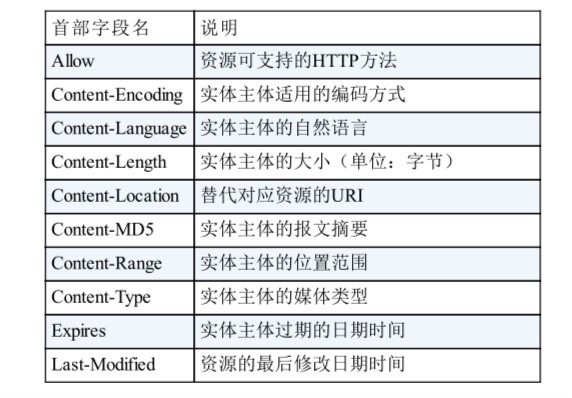 首部字段名 说明
Allow 资源可支持的HTTP方法
Content-Encoding 实体主体适用的编码方式
Content-Language 实体主体的自然语言
Content-Length 实体主体的大小（单位：字节）
Content-Location 替代对应资源的URI
Content-MD5 实体主体的报文摘要
Content-Range 实体主体的位置范围
Content-Type 实体主体的媒体类型
Expires 实体主体过期的日期时间
Last-Modified 资源的最后修改日期时间